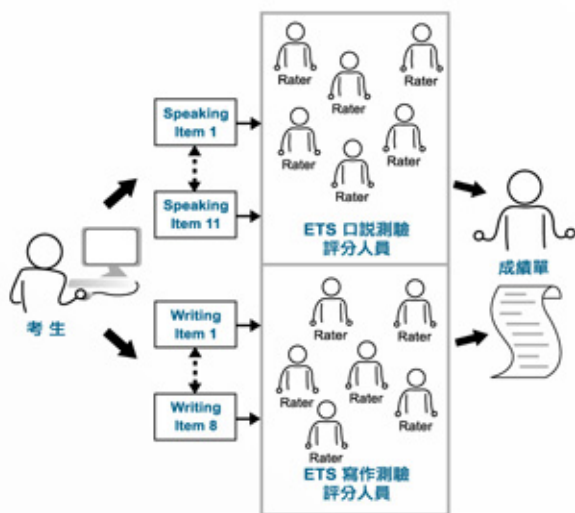 考 生
Speaking
Item 1
Speaking
Item 11
Writing
Item 1
Writing
Item 8
Rater
Rater
Rater
Rater
Rater
Rater
ETS 口說測驗
評分人員
Rater
Rater
Rater
Rater
Rater
Rater
ETS 寫作測驗
評分人員
成績單